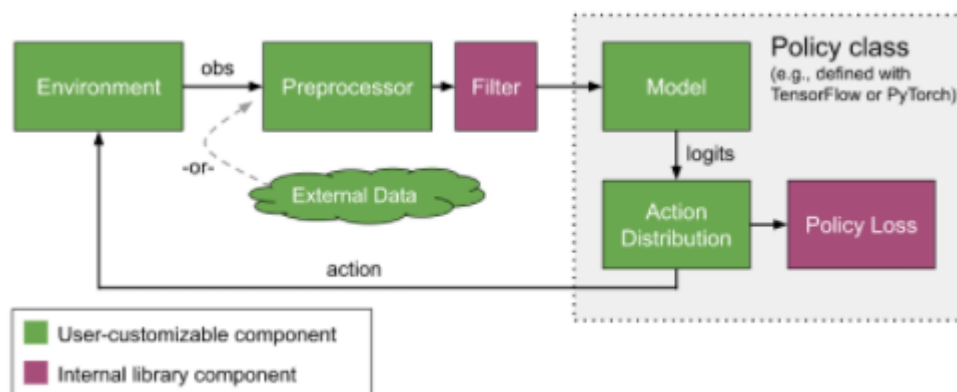 Environment
obs
Preprocessor
Filter
Model
Policy class
(e.g., defined with
TensorFlow or PyTorch)
-or-
External Data
logits
Action
Distribution
Policy Loss
action
User-customizable component
Internal library component